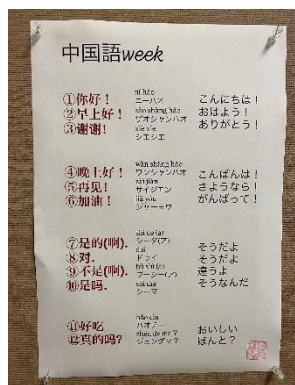 中国語week
nǐ hǎo
①你好！ ニーハオ こんにちは！
zǎo shàng hǎo
②早上好！ ザオシャンハオ おはよう！
xiè xie
③谢谢! シエシエ ありがとう！
wǎn shàng hǎo
④晚上好！ ワンシャンハオ こんばんは！
zài jiàn
⑤再见！ サイジエン さようなら！
jiā yóu
⑥加油！ ジャーヨウ がんばって！
⑦是的(啊). シーダ(ア) そうだよ
duì
⑧对. ドゥイ そうだよ
⑨不是(啊). ブーシー(ア) 違うよ
shì ma
⑩是吗. シーマ そうなんだ
hǎo chī
⑪好吃 ハオチー おいしい
zhēn de ma？
⑫真的吗? ジェンダマ？ ほんと？